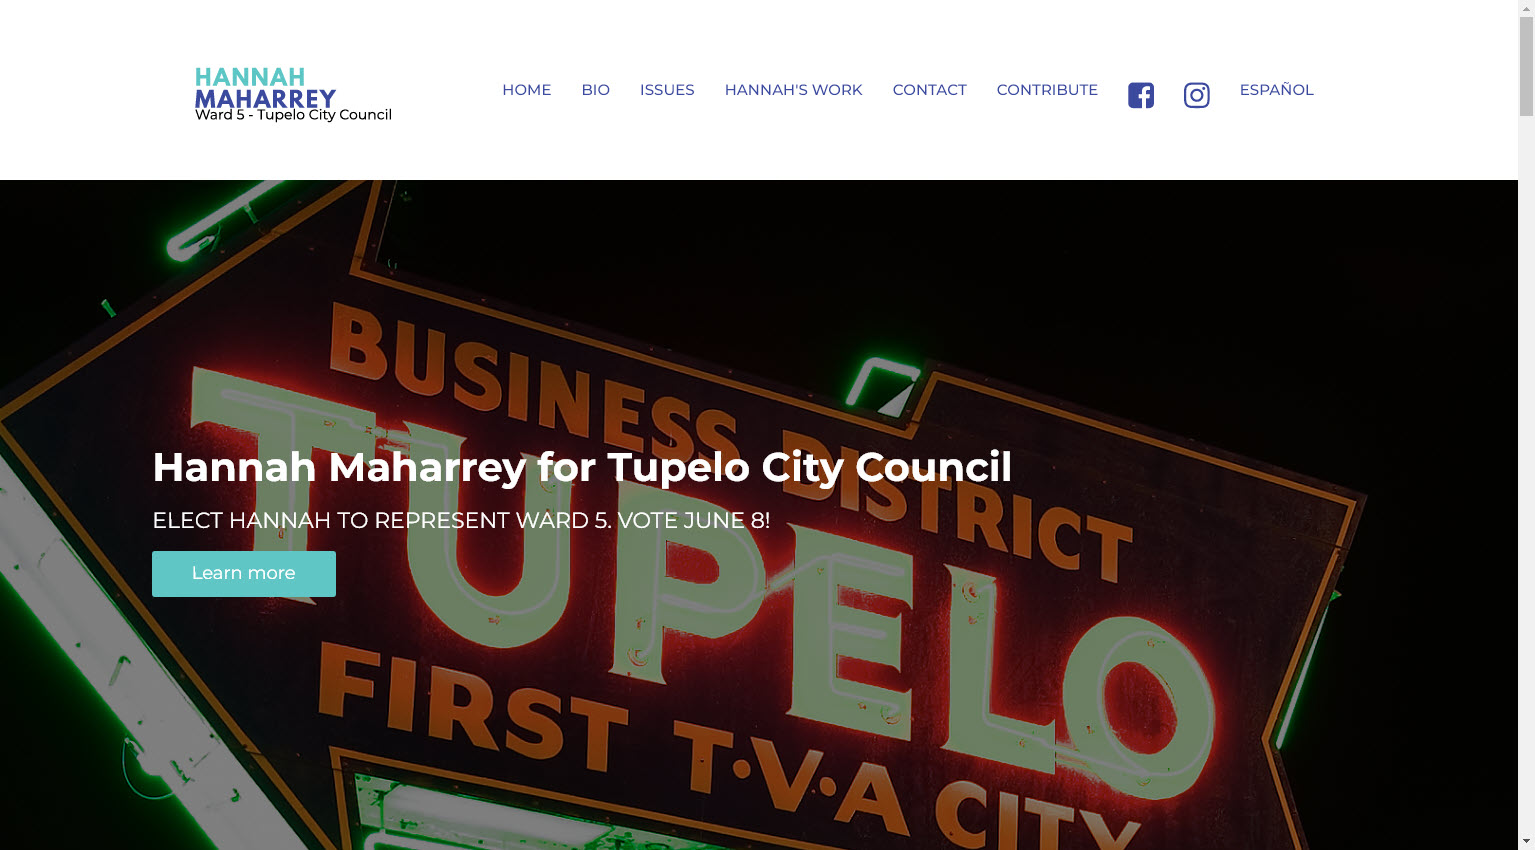 HANNAH
MAHARREY
Ward 5 - Tupelo City Council
HOME BIO ISSUES HANNAH'S WORK CONTACT CONTRIBUTE ESPAÑOL
BUSINESS DISTRICT
TUPELO
Hannah Maharrey for Tupelo City Council
ELECT HANNAH TO REPRESENT WARD 5. VOTE JUNE 8!
Learn more
FIRST T·V·A CITY